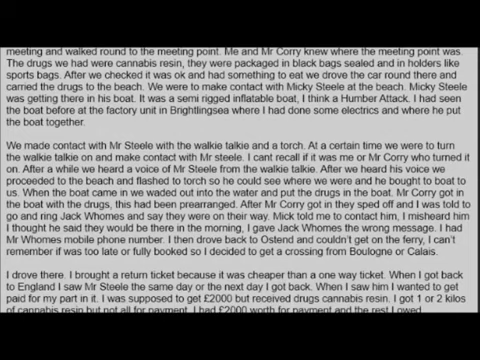 meeting and walked round to the meeting point. Me and Mr Corry knew where the meeting point was.
The drugs we had were cannabis resin, they were packaged in black bags sealed and in holders like
sports bags. After we checked it was ok and had something to eat we drove the car round there and
carried the drugs to the beach. We were to make contact with Micky Steele at the beach. Micky Steele
was getting there in his boat. It was a semi rigged inflatable boat, I think a Humber Attack. I had seen
the boat before at the factory unit in Brightlingsea where I had done some electrics and where he put
the boat together.
We made contact with Mr Steele with the walkie talkie and a torch. At a certain time we were to turn
the walkie talkie on and make contact with Mr steele. I cant recall if it was me or Mr Corry who turned it
on. After a while we heard a voice of Mr Steele from the walkie talkie. After we heard his voice we
proceeded to the beach and flashed to torch so he could see where we were and he bought to boat to
us. When the boat came in we waded out into the water and put the drugs in the boat. Mr Corry got in
the boat with the drugs, this had been prearranged. After Mr Corry got in they sped off and I was told to
go and ring Jack Whomes and say they were on their way. Mick told me to contact him, I misheard him
I thought he said they would be there in the morning, I gave Jack Whomes the wrong message. I had
Mr Whomes mobile phone number. I then drove back to Ostend and couldn't get on the ferry, I can't
remember if was too late or fully booked so I decided to get a crossing from Boulogne or Calais.
I drove there. I brought a return ticket because it was cheaper than a one way ticket. When I got back
to England I saw Mr Steele the same day or the next day I got back. When I saw him I wanted to get
paid for my part in it. I was supposed to get £2000 but received drugs cannabis resin. I got 1 or 2 kilos
of cannabis resin but not all for payment. I had £2000 worth for payment and the rest I owed